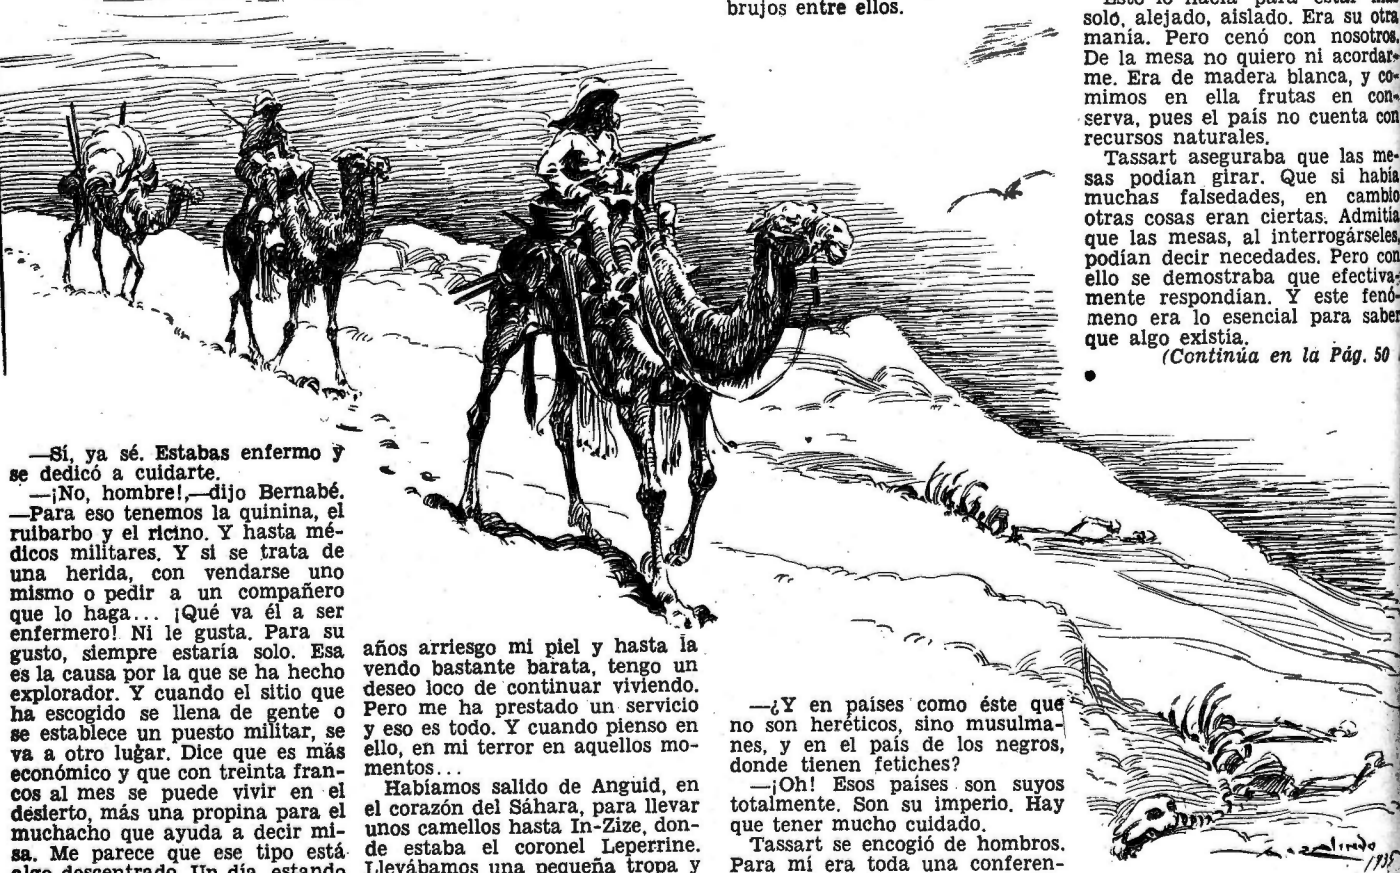 —Sí, ya sé. Estabas enfermo y
se dedicó a cuidarte.
—¡No, hombre!,—dijo Bernabé.
—Para eso tenemos la quinina, el
ruibarbo y el ricino. Y hasta mé-
dicos militares. Y si se trata de
una herida, con vendarse uno
mismo o pedir a un compañero
que lo haga... ¡Qué va él a ser
enfermero! Ni le gusta. Para su
gusto, siempre estaría solo. Esa
es la causa por la que se ha hecho
explorador. Y cuando el sitio que
ha escogido se llena de gente o
se establece un puesto militar, se
va a otro lugar. Dice que es más
económico y que con treinta fran-
cos al mes se puede vivir en el
desierto, más una propina para el
muchacho que ayuda a decir mi-
sa. Me parece que ese tipo está
algo descentrado. Un día, estando
años arriesgo mi piel y hasta la
vendo bastante barata, tengo un
deseo loco de continuar viviendo.
Pero me ha prestado un servicio
y eso es todo. Y cuando pienso en
ello, en mi terror en aquellos mo-
mentos...
Habíamos salido de Anguid, en
el corazón del Sáhara, para llevar
unos camellos hasta In-Zize, don-
de estaba el coronel Leperrine.
Llevábamos una pequeña tropa y
brujos entre ellos.
—¿Y en países como éste que
no son heréticos, sino musulma-
nes, y en el país de los negros,
donde tienen fetiches?
—¡Oh! Esos países son suyos
totalmente. Son su imperio. Hay
que tener mucho cuidado.
Tassart se encogió de hombros.
Para mí era toda una conferen-
Esto lo hacía para estar más
solo, alejado, aislado. Era su otra
manía. Pero cenó con nosotros.
De la mesa no quiero ni acordar-
me. Era de madera blanca, y co-
mimos en ella frutas en con-
serva, pues el país no cuenta con
recursos naturales.
Tassart aseguraba que las me-
sas podían girar. Que si había
muchas falsedades, en cambio
otras cosas eran ciertas. Admitía
que las mesas, al interrogárseles,
podían decir necedades. Pero con
ello se demostraba que efectiva-
mente respondían. Y este fenó-
meno era lo esencial para saber
que algo existía.
(Continúa en la Pág. 50
1935